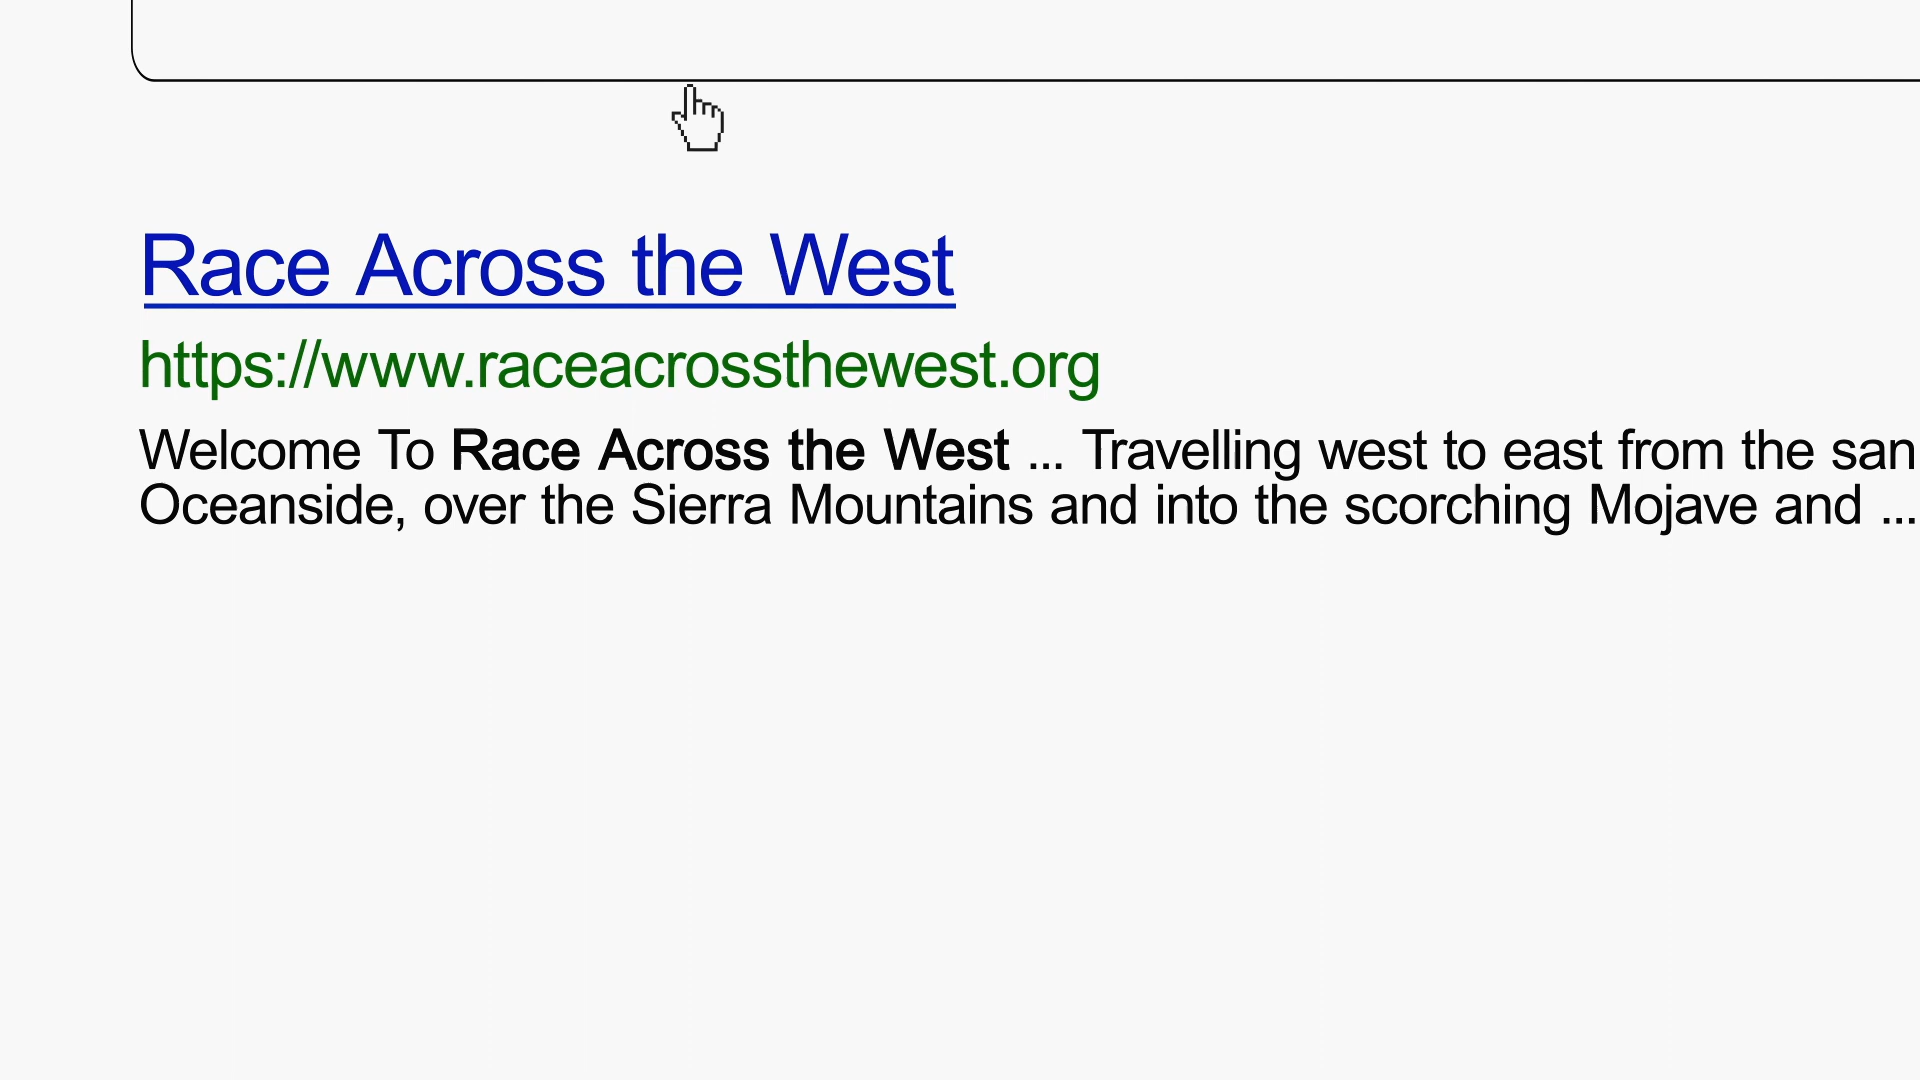 Race Across the West
https://www.raceacrossthewest.org
Welcome To Race Across the West ... Travelling west to east from the san
Oceanside, over the Sierra Mountains and into the scorching Mojave and ...